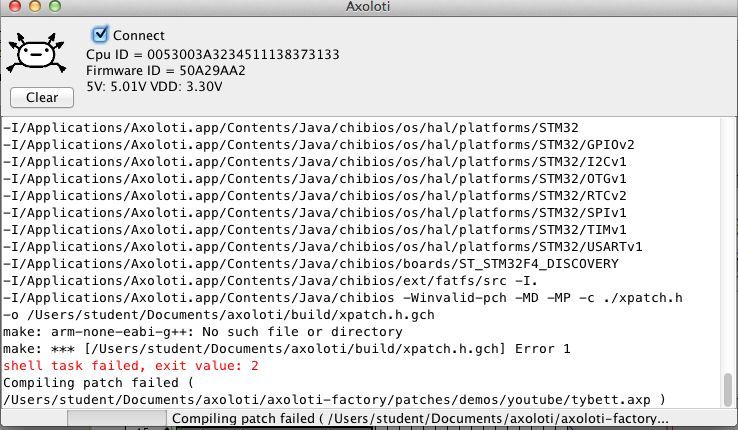 Axoloti
Connect
Cpu ID = 0053003A3234511138373133
Firmware ID = 50A29AA2
5V: 5.01V VDD: 3.30V
Clear
-I/Applications/Axoloti.app/Contents/Java/chibios/os/hal/platforms/STM32
-I/Applications/Axoloti.app/Contents/Java/chibios/os/hal/platforms/STM32/GPIOv2
-I/Applications/Axoloti.app/Contents/Java/chibios/os/hal/platforms/STM32/I2Cv1
-I/Applications/Axoloti.app/Contents/Java/chibios/os/hal/platforms/STM32/OTGv1
-I/Applications/Axoloti.app/Contents/Java/chibios/os/hal/platforms/STM32/RTCv2
-I/Applications/Axoloti.app/Contents/Java/chibios/os/hal/platforms/STM32/SPIv1
-I/Applications/Axoloti.app/Contents/Java/chibios/os/hal/platforms/STM32/TIMv1
-I/Applications/Axoloti.app/Contents/Java/chibios/os/hal/platforms/STM32/USARTv1
-I/Applications/Axoloti.app/Contents/Java/chibios/boards/ST_STM32F4_DISCOVERY
-I/Applications/Axoloti.app/Contents/Java/chibios/ext/fatfs/src -I.
-I/Applications/Axoloti.app/Contents/Java/chibios -Winvalid-pch -MD -MP -c ./xpatch.h
-o /Users/student/Documents/axoloti/build/xpatch.h.gch
make: arm-none-eabi-g++: No such file or directory
make: *** [/Users/student/Documents/axoloti/build/xpatch.h.gch] Error 1
shell task failed, exit value: 2
Compiling patch failed (
/Users/student/Documents/axoloti/axoloti-factory/patches/demos/youtube/tybett.axp )
Compiling patch failed ( /Users/student/Documents/axoloti/axoloti-factory...